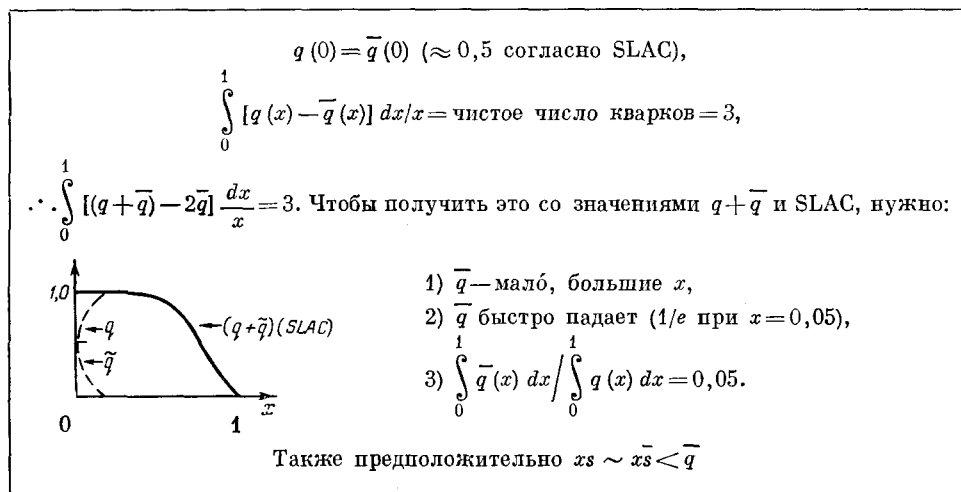 q (0) = q̅ (0) (≈ 0,5 согласно SLAC),
∫₀¹ [q (x) − q̅ (x)] dx/x = чистое число кварков = 3,
∴ ∫₀¹ [(q + q̅) − 2q̅] dx/x = 3. Чтобы получить это со значениями q + q̅ и SLAC, нужно:
1,0
q
q̃
(q+q̃)(SLAC)
x
0
1
1) q̅ — мало́, большие x,
2) q̅ быстро падает (1/e при x = 0,05),
3) ∫₀¹ q̅ (x) dx / ∫₀¹ q (x) dx = 0,05.
Также предположительно xs ~ xs̅ < q̅